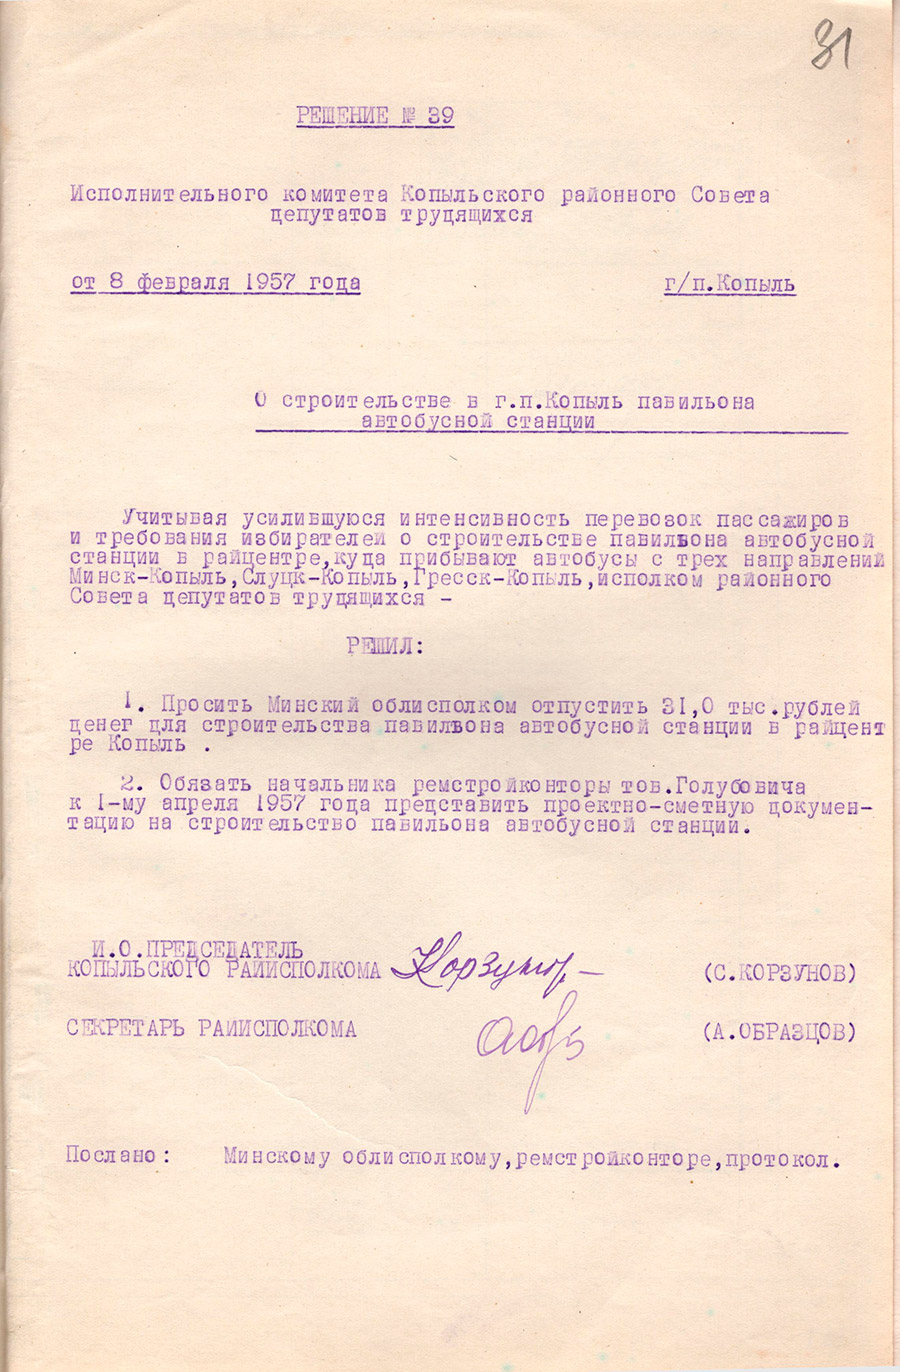 31
РЕШЕНИЕ № 39
Исполнительного комитета Копыльского районного Совета
депутатов трудящихся
от 8 февраля 1957 года г/п.Копыль
О строительстве в г.п.Копыль павильона
автобусной станции
Учитывая усилившуюся интенсивность перевозок пассажиров
и требования избирателей о строительстве павильона автобусной
станции в райцентре,куда прибывают автобусы с трех направлений
Минск-Копыль,Слуцк-Копыль,Гресск-Копыль,исполком районного
Совета депутатов трудящихся -
РЕШИЛ:
1. Просить Минский облисполком отпустить 31,0 тыс.рублей
денег для строительства павильона автобусной станции в райцент
ре Копыль .
2. Обязать начальника ремстройконторы тов.Голубовича
к I-му апреля 1957 года представить проектно-сметную докумен-
тацию на строительство павильона автобусной станции.
И.О.ПРЕДСЕДАТЕЛЬ
КОПЫЛЬСКОГО РАЙИСПОЛКОМА Корзунов (С.КОРЗУНОВ)
СЕКРЕТАРЬ РАЙИСПОЛКОМА (А.ОБРАЗЦОВ)
Послано: Минскому облисполкому,ремстройконторе,протокол.